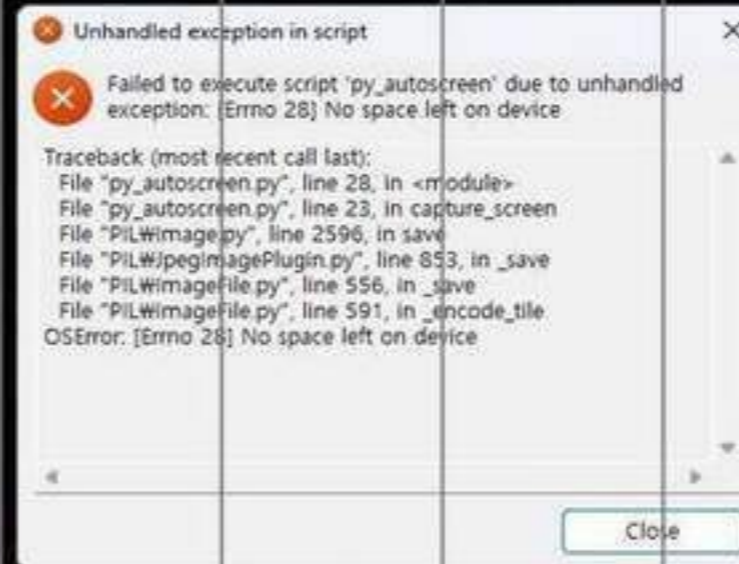 Unhandled exception in script
Failed to execute script 'py_autoscreen' due to unhandled
exception: [Errno 28] No space left on device
Traceback (most recent call last):
File "py_autoscreen.py", line 28, in <module>
File "py_autoscreen.py", line 23, in capture_screen
File "PIL₩Image.py", line 2596, in save
File "PIL₩JpegImagePlugin.py", line 853, in _save
File "PIL₩ImageFile.py", line 556, in _save
File "PIL₩ImageFile.py", line 591, in _encode_tile
OSError: [Errno 28] No space left on device
Close